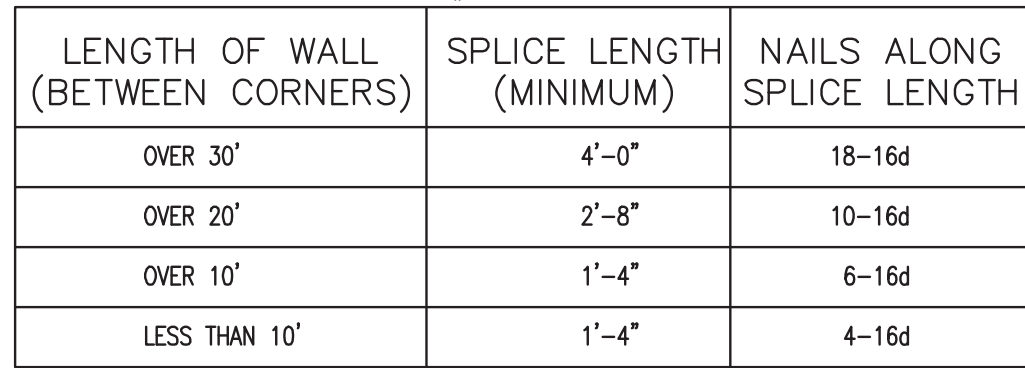 LENGTH OF WALL
(BETWEEN CORNERS)
SPLICE LENGTH
(MINIMUM)
NAILS ALONG
SPLICE LENGTH
OVER 30' 4'-0" 18-16d
OVER 20' 2'-8" 10-16d
OVER 10' 1'-4" 6-16d
LESS THAN 10' 1'-4" 4-16d